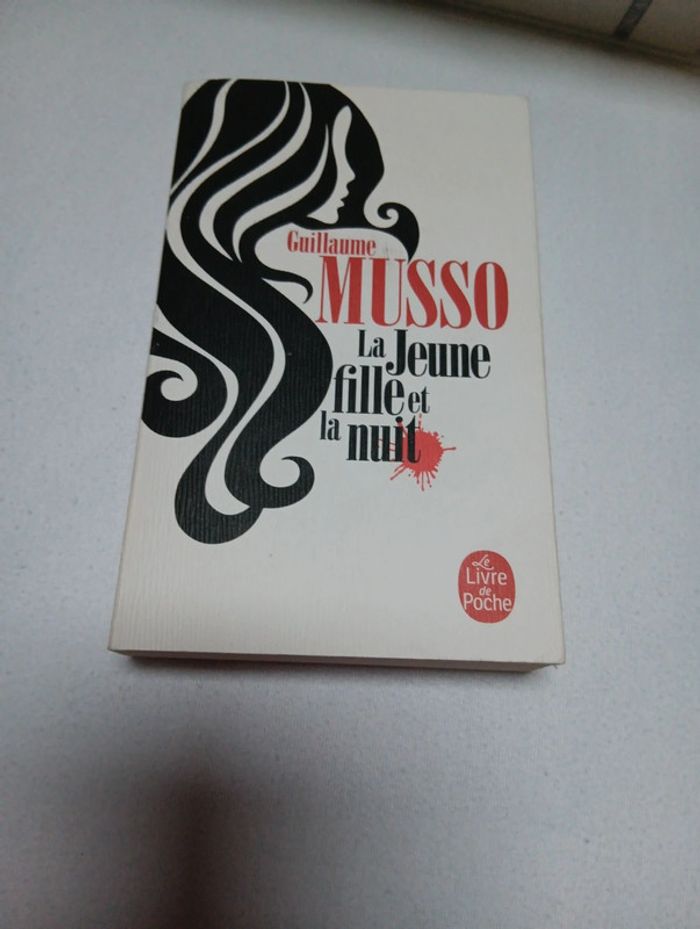 Guillaume
MUSSO
La Jeune
fille et
la nuit
Le
Livre
de
Poche